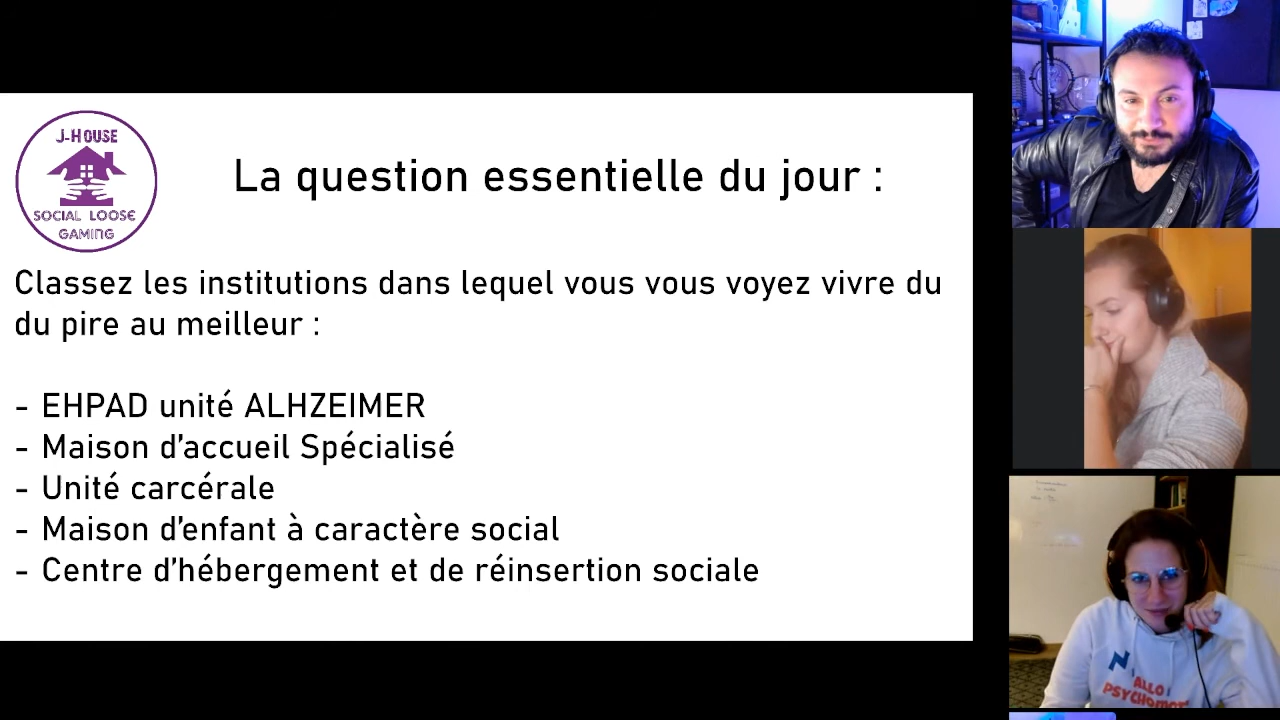 J-HOUSE
SOCIAL LOOSE
GAMING
La question essentielle du jour :
Classez les institutions dans lequel vous vous voyez vivre du
du pire au meilleur :
- EHPAD unité ALHZEIMER
- Maison d'accueil Spécialisé
- Unité carcérale
- Maison d'enfant à caractère social
- Centre d'hébergement et de réinsertion sociale
ALLO